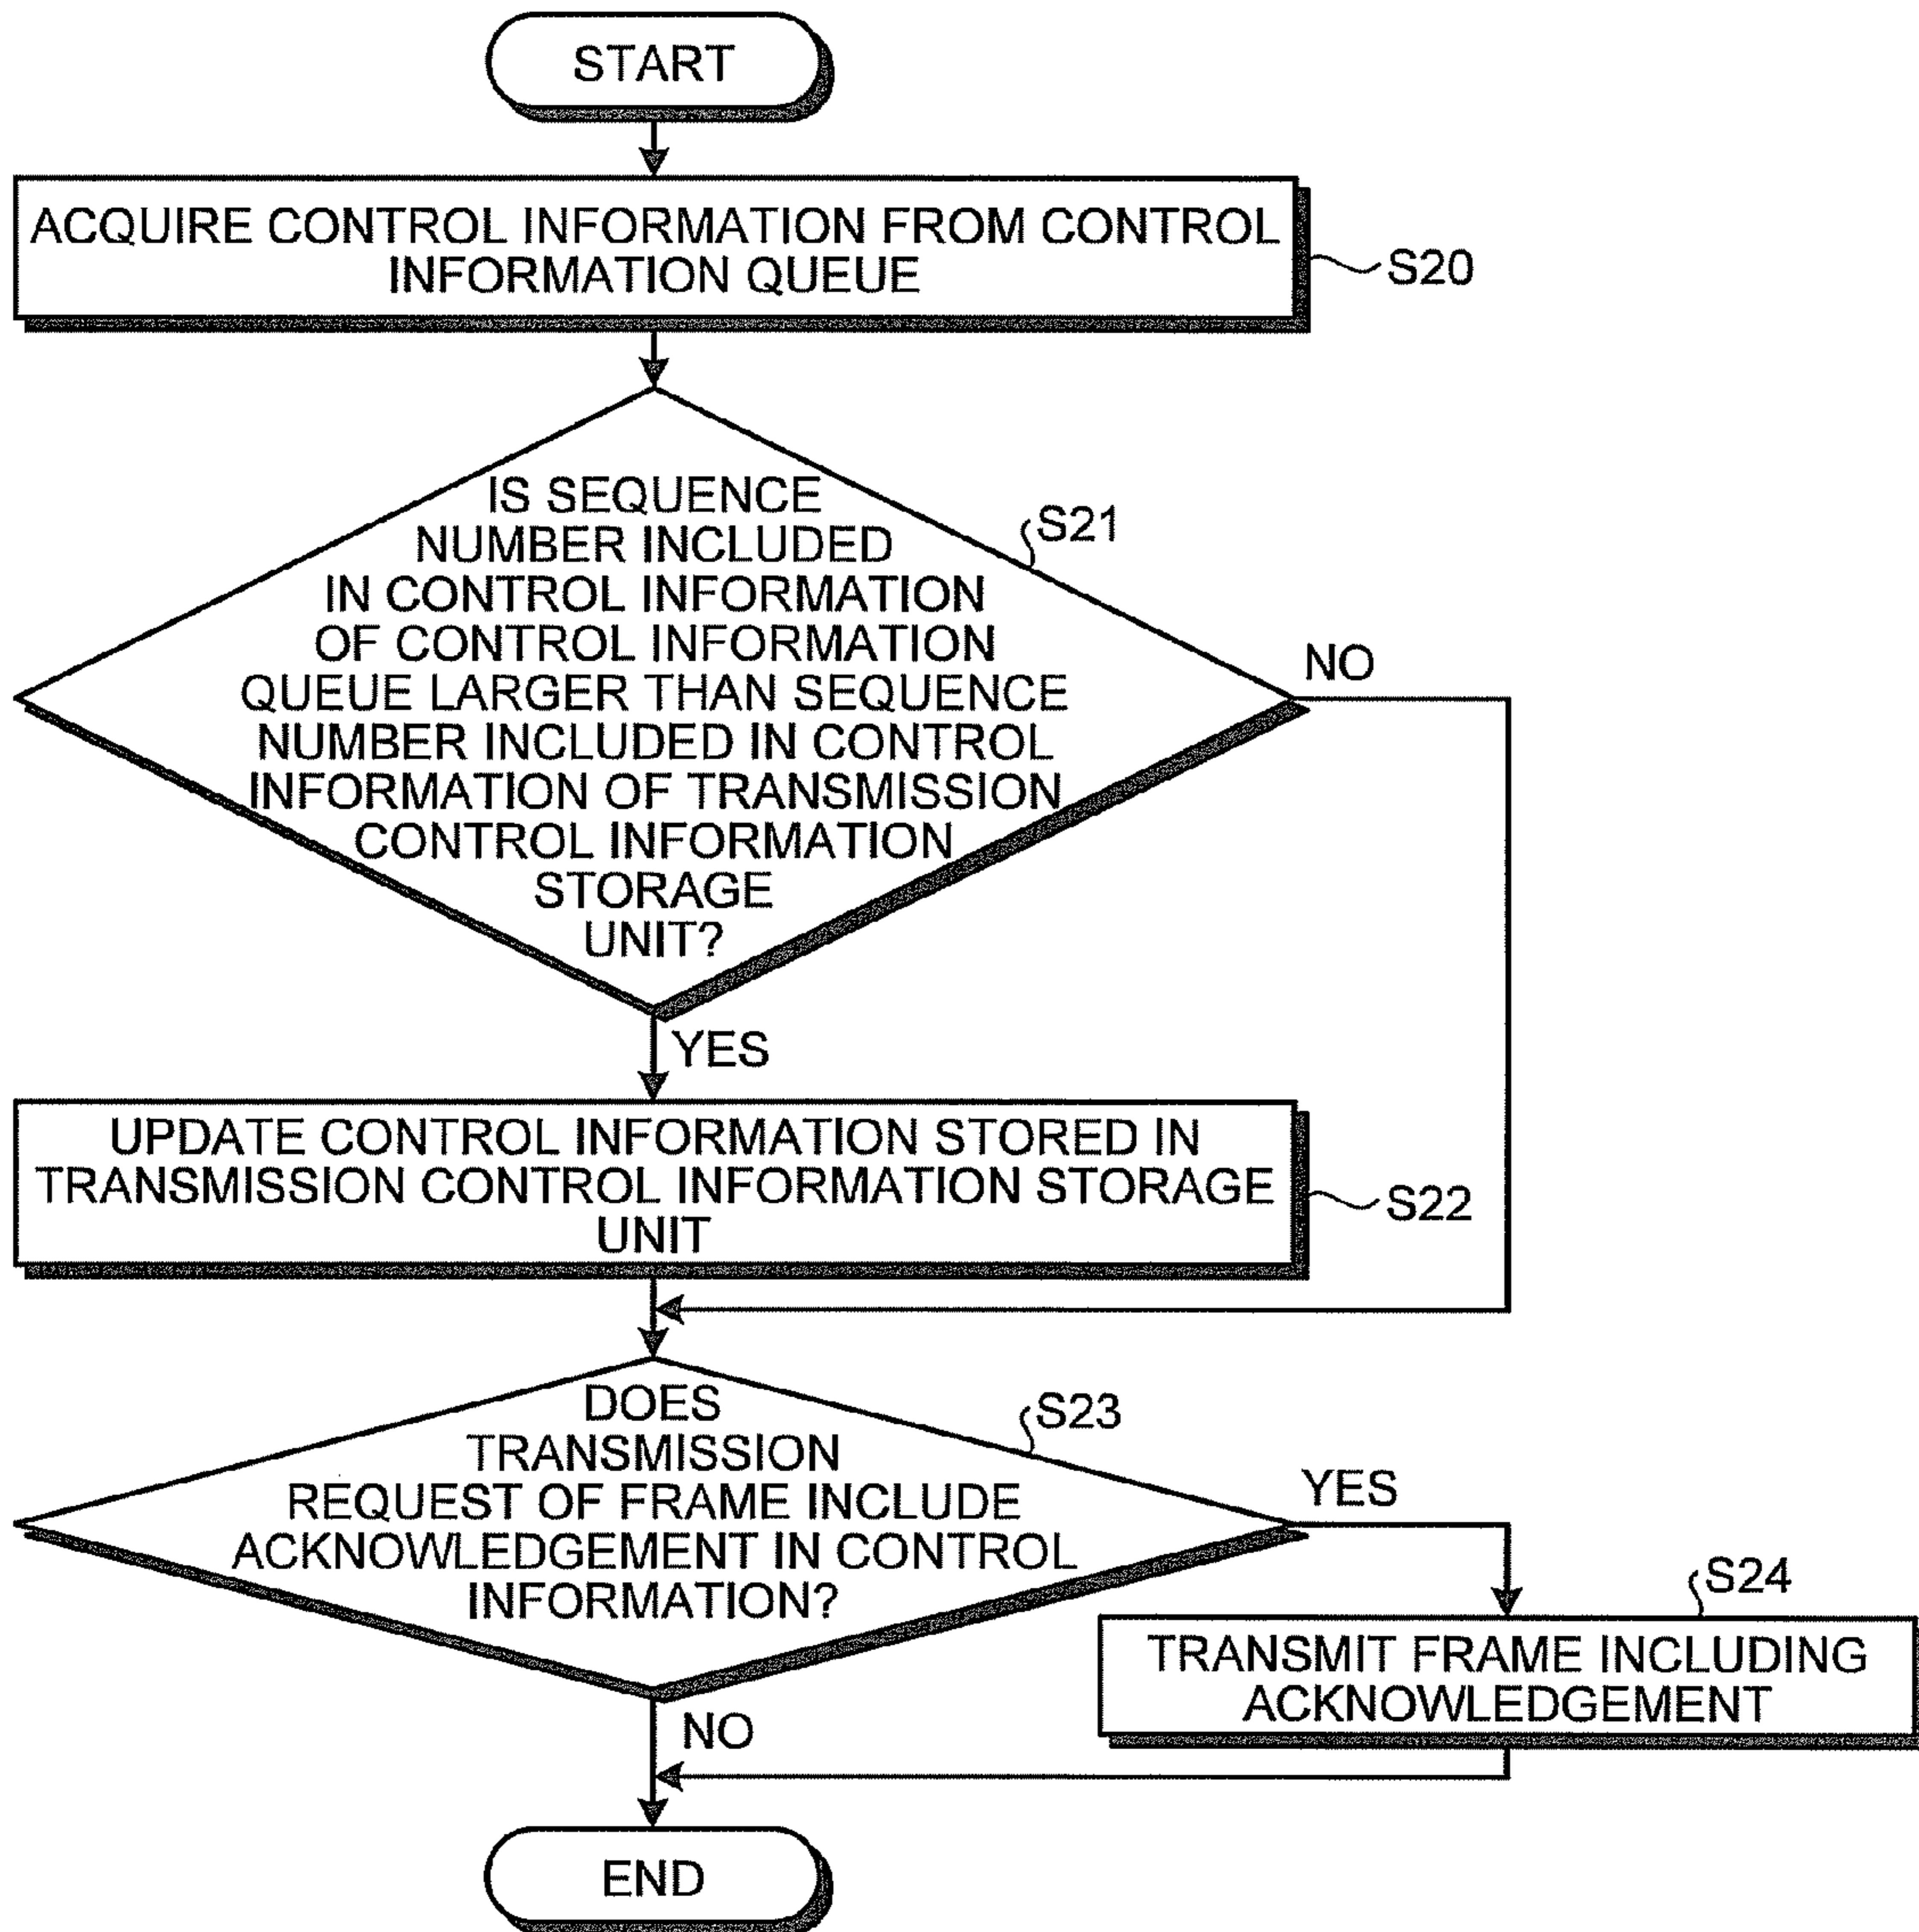 START
ACQUIRE CONTROL INFORMATION FROM CONTROL
INFORMATION QUEUE
S20
IS SEQUENCE
NUMBER INCLUDED
IN CONTROL INFORMATION
OF CONTROL INFORMATION
QUEUE LARGER THAN SEQUENCE
NUMBER INCLUDED IN CONTROL
INFORMATION OF TRANSMISSION
CONTROL INFORMATION
STORAGE
UNIT?
S21
NO
YES
UPDATE CONTROL INFORMATION STORED IN
TRANSMISSION CONTROL INFORMATION STORAGE
UNIT
S22
DOES
TRANSMISSION
REQUEST OF FRAME INCLUDE
ACKNOWLEDGEMENT IN CONTROL
INFORMATION?
S23
YES
S24
TRANSMIT FRAME INCLUDING
ACKNOWLEDGEMENT
NO
END